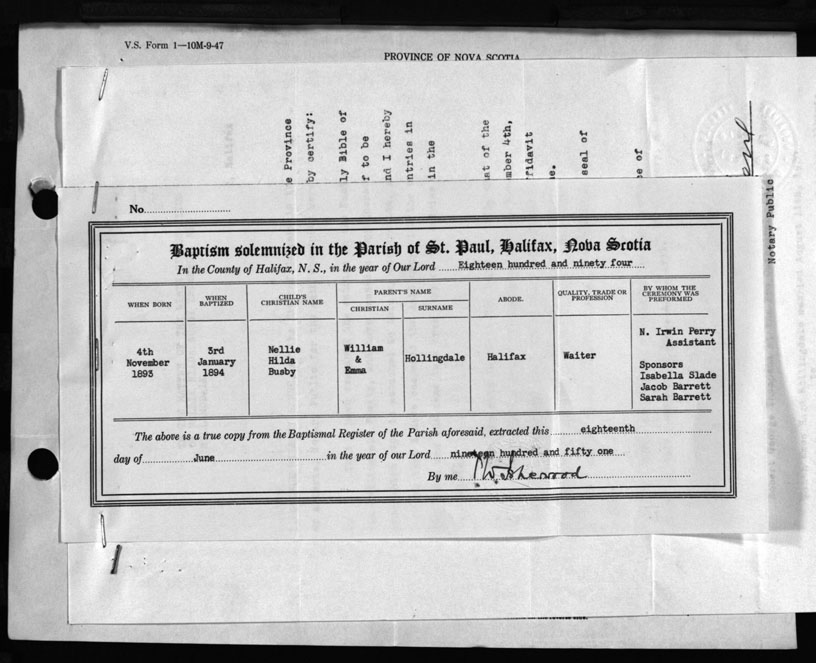 V.S. Form 1—10M-9-47
PROVINCE OF NOVA SCOTIA
e Province
by certify:
ly Bible of
to be
nd I hereby
ntries in
in the
at of the
mber 4th,
fidavit
e.
seal of
e of
Notary Public
No.
Baptism solemnized in the Parish of St. Paul, Halifax, Nova Scotia
In the County of Halifax, N. S., in the year of Our Lord Eighteen hundred and ninety four
WHEN BORN
WHEN BAPTIZED
CHILD'S CHRISTIAN NAME
PARENT'S NAME
CHRISTIAN
SURNAME
ABODE.
QUALITY, TRADE OR PROFESSION
BY WHOM THE CEREMONY WAS PREFORMED
4th
November
1893
3rd
January
1894
Nellie
Hilda
Busby
William
&
Emma
Hollingdale
Halifax
Waiter
N. Irwin Perry
Assistant
Sponsors
Isabella Slade
Jacob Barrett
Sarah Barrett
The above is a true copy from the Baptismal Register of the Parish aforesaid, extracted this eighteenth
day of June in the year of our Lord nineteen hundred and fifty one
By me